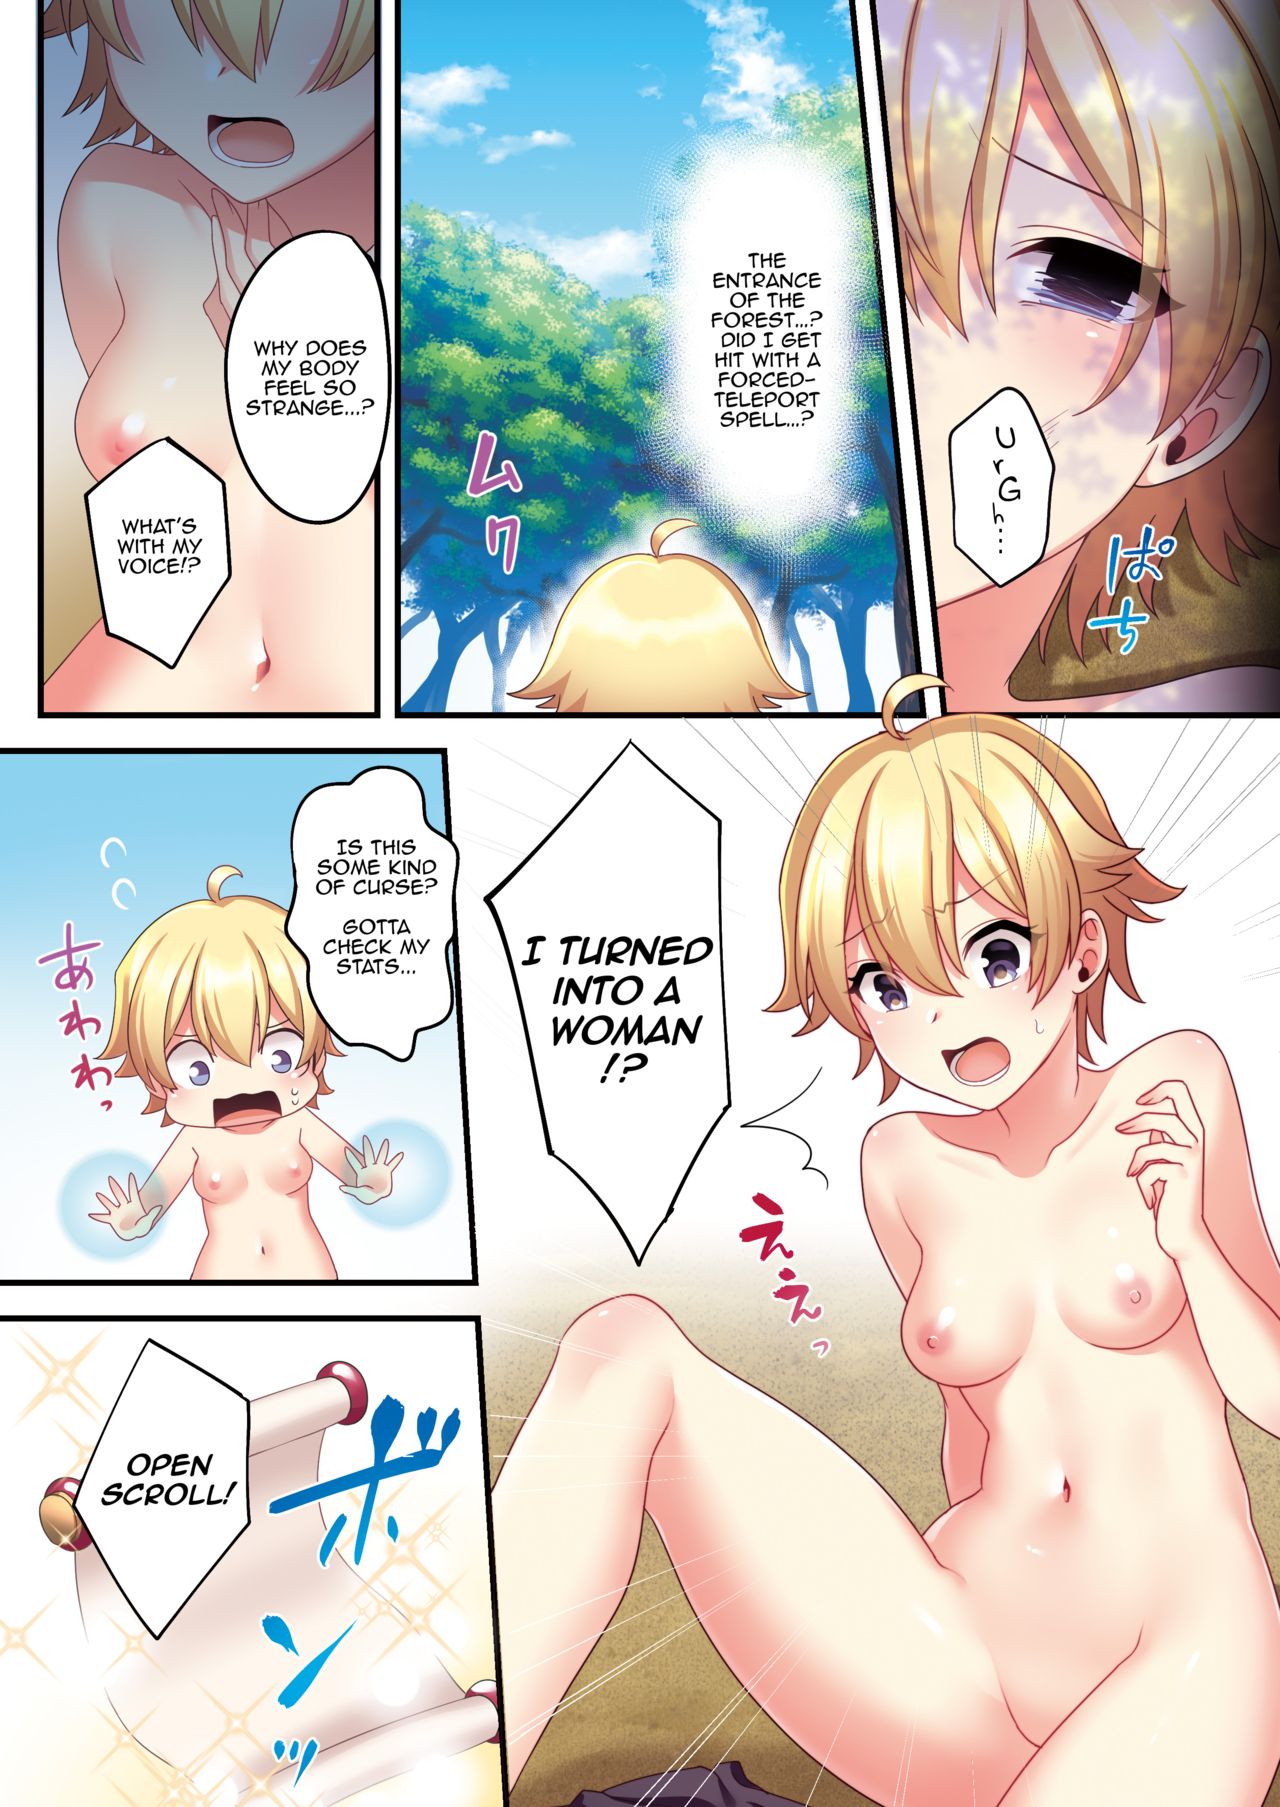 UrGh...
ぱち
THE
ENTRANCE
OF THE
FOREST...?
DID I GET
HIT WITH A
FORCED-
TELEPORT
SPELL...?
ムク
WHY DOES
MY BODY
FEEL SO
STRANGE...?
WHAT'S
WITH MY
VOICE!?
I TURNED
INTO A
WOMAN
!?
ええぇっ
IS THIS
SOME KIND
OF CURSE?
GOTTA
CHECK MY
STATS...
あわわっ
OPEN
SCROLL!
ボンッ